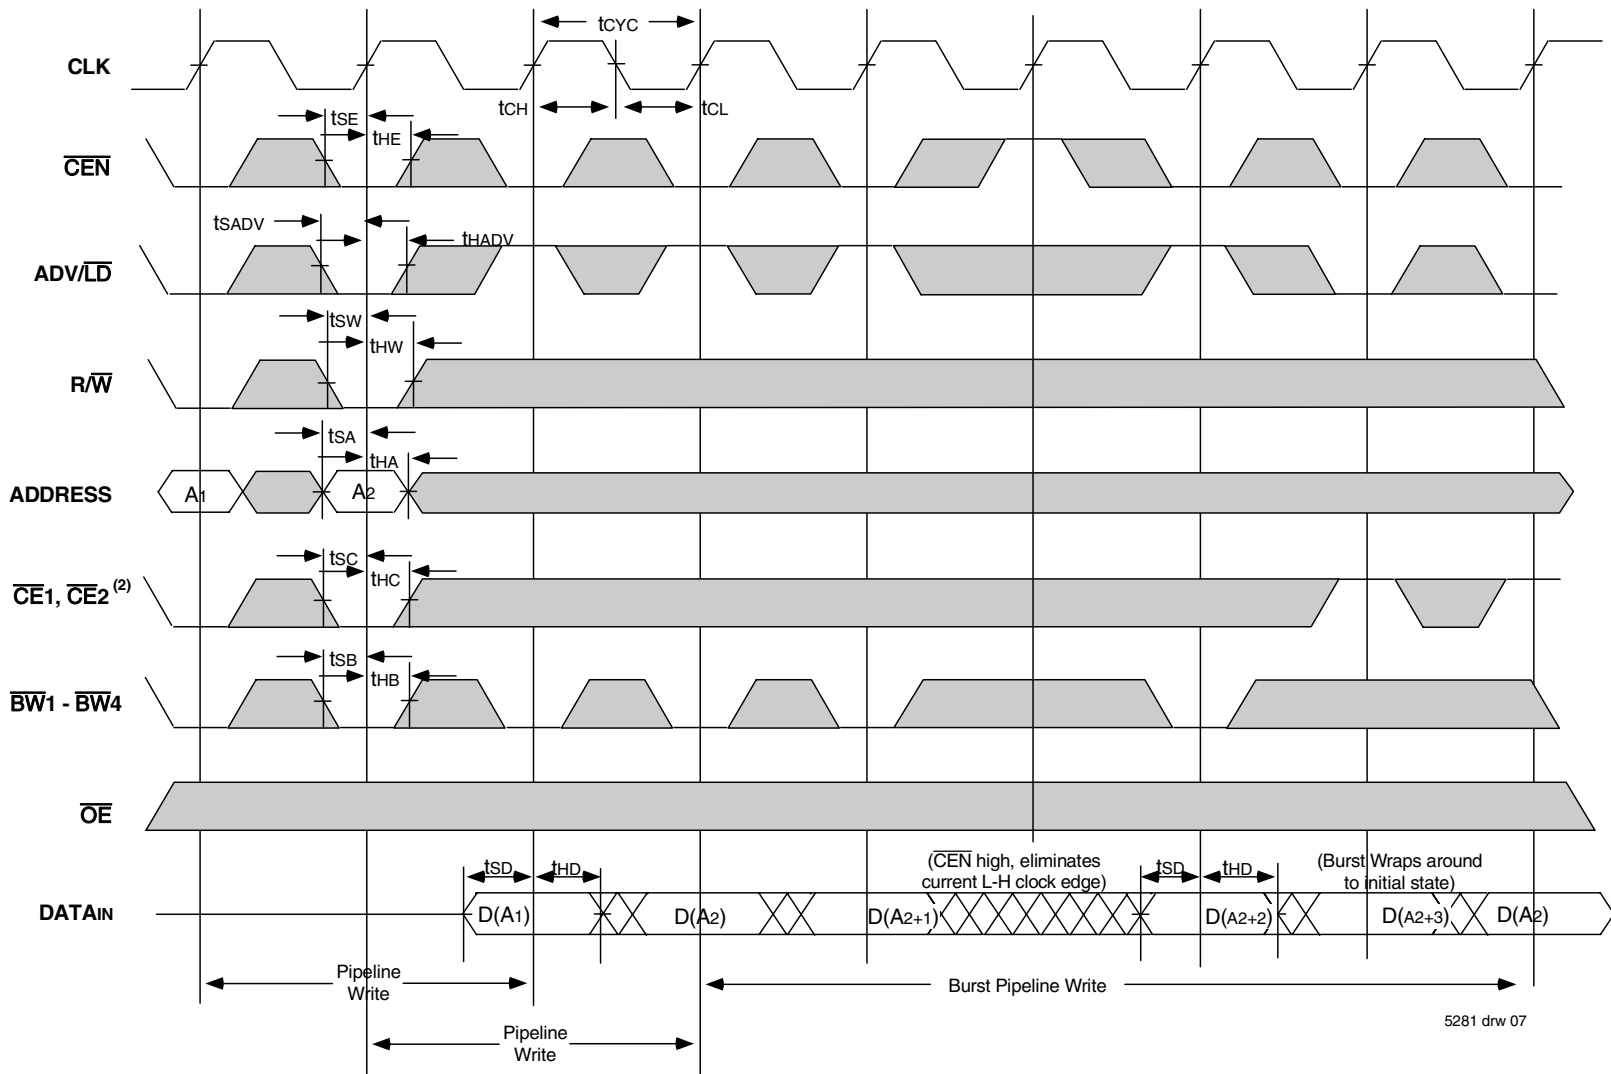 tCYC
CLK
tCH
tCL
tSE
tHE
CEN
tSADV
tHADV
ADV/LD
tSW
tHW
R/W
tSA
tHA
ADDRESS
A1
A2
tSC
tHC
CE1, CE2 (2)
tSB
tHB
BW1 - BW4
OE
(CEN high, eliminates
current L-H clock edge)
(Burst Wraps around
to initial state)
tSD
tHD
tSD
tHD
DATAIN
D(A1)
D(A2)
D(A2+1)
D(A2+2)
D(A2+3)
D(A2)
Pipeline
Write
Burst Pipeline Write
5281 drw 07
Pipeline
Write